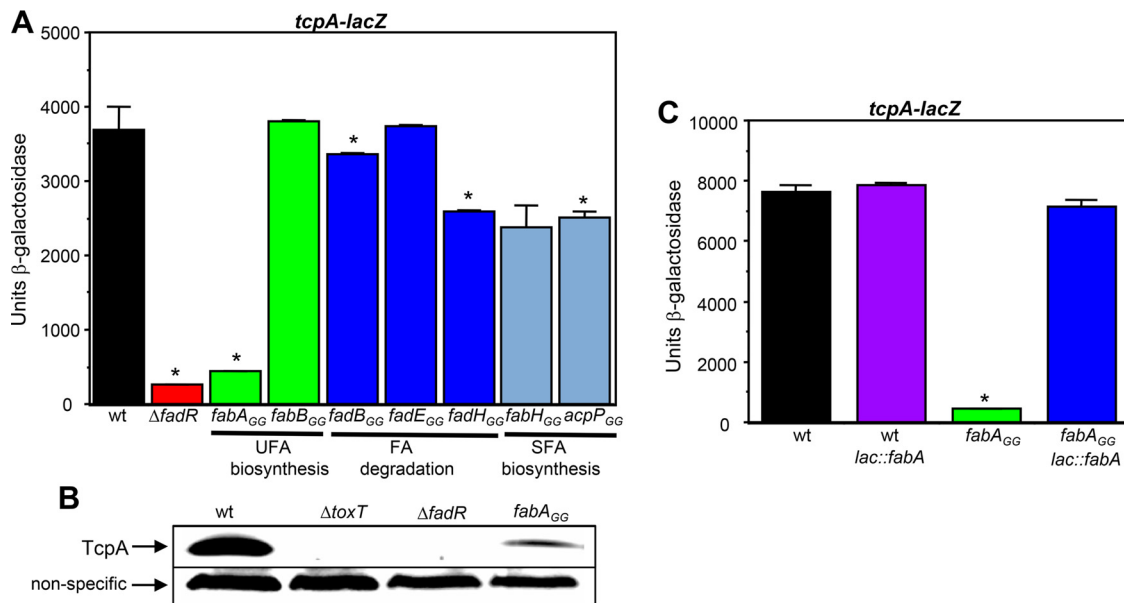 A
tcpA-lacZ
Units β-galactosidase
5000
4000
3000
2000
1000
0
* * * * *
wt ΔfadR fabAGG fabBGG fadBGG fadEGG fadHGG fabHGG acpPGG
UFA biosynthesis
FA degradation
SFA biosynthesis
B
wt ΔtoxT ΔfadR fabAGG
TcpA
non-specific
C
tcpA-lacZ
Units β-galactosidase
10000
8000
6000
4000
2000
0
*
wt wt fabAGG fabAGG
lac::fabA lac::fabA